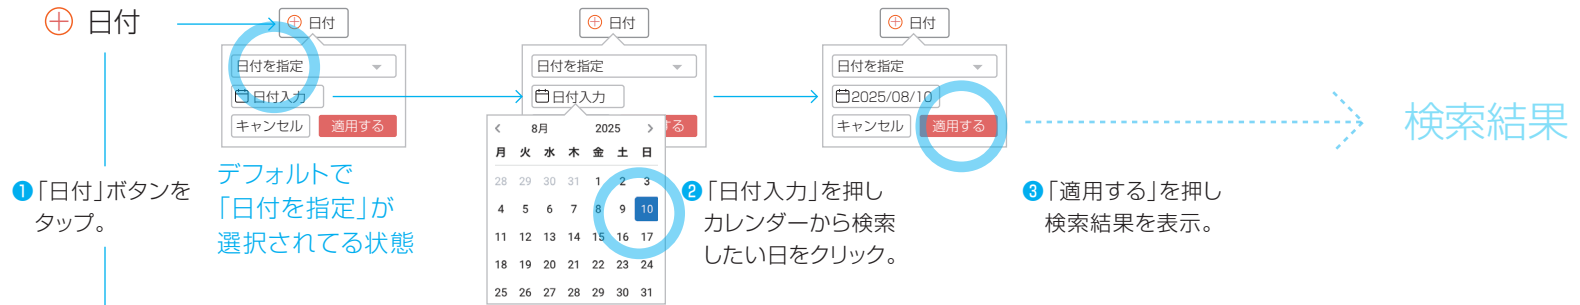 日付
日付
日付を指定
日付入力
キャンセル 適用する
❶「日付」ボタンを
タップ。
デフォルトで
「日付を指定」が
選択されてる状態
日付
日付を指定
日付入力
する
8月 2025
月 火 水 木 金 土 日
28 29 30 31 1 2 3
4 5 6 7 8 9 10
11 12 13 14 15 16 17
18 19 20 21 22 23 24
25 26 27 28 29 30 31
❷「日付入力」を押し
カレンダーから検索
したい日をクリック。
日付
日付を指定
2025/08/10
キャンセル 適用する
❸「適用する」を押し
検索結果を表示。
検索結果